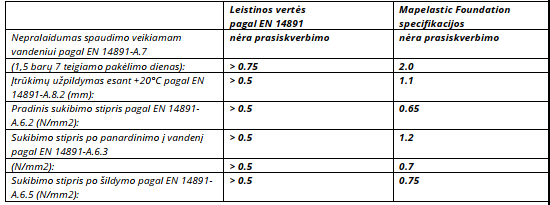 Leistinos vertės
pagal EN 14891
Mapelastic Foundation
specifikacijos
Nepralaidumas spaudimo veikiamam
vandeniui pagal EN 14891-A.7
nėra prasiskverbimo
nėra prasiskverbimo
(1,5 barų 7 teigiamo pakėlimo dienas):
> 0.75
2.0
Įtrūkimų užpildymas esant +20°C pagal EN
14891-A.8.2 (mm):
> 0.5
1.1
Pradinis sukibimo stipris pagal EN 14891-
A.6.2 (N/mm2):
> 0.5
0.65
Sukibimo stipris po panardinimo į vandenį
pagal EN 14891-A.6.3
> 0.5
1.2
(N/mm2):
> 0.5
0.7
Sukibimo stipris po šildymo pagal EN 14891-
A.6.5 (N/mm2):
> 0.5
0.75